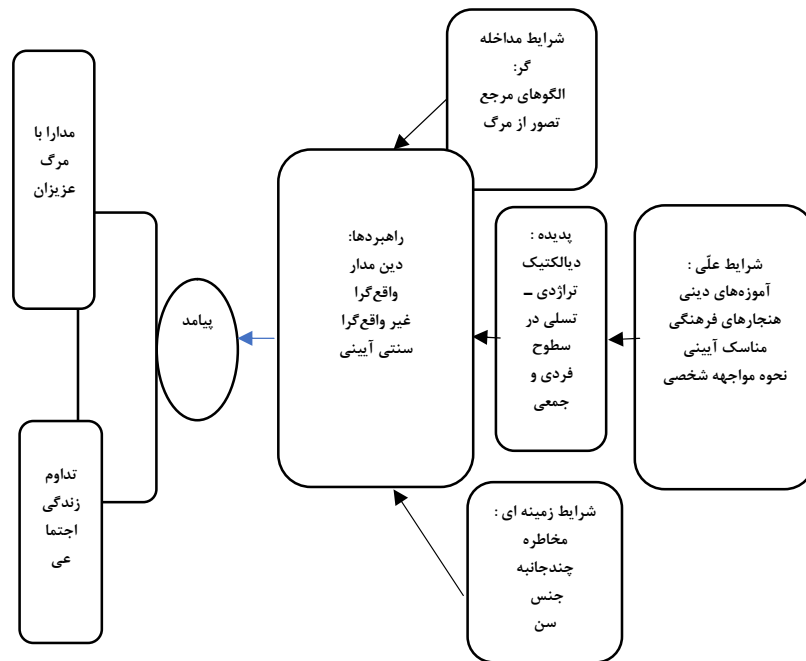 شرایط مداخله
گر:
الگوهای مرجع
تصور از مرگ
شرایط علّی :
آموزه‌های دینی
هنجارهای فرهنگی
مناسک آیینی
نحوه مواجهه شخصی
پدیده :
دیالکتیک
تراژدی –
تسلی در
سطوح
فردی و
جمعی
راهبردها:
دین مدار
واقع‌گرا
غیر واقع‌گرا
سنتی آیینی
شرایط زمینه ای :
مخاطره
چندجانبه
جنس
سن
پیامد
مدارا با
مرگ
عزیزان
تداوم
زندگی
اجتما
عی